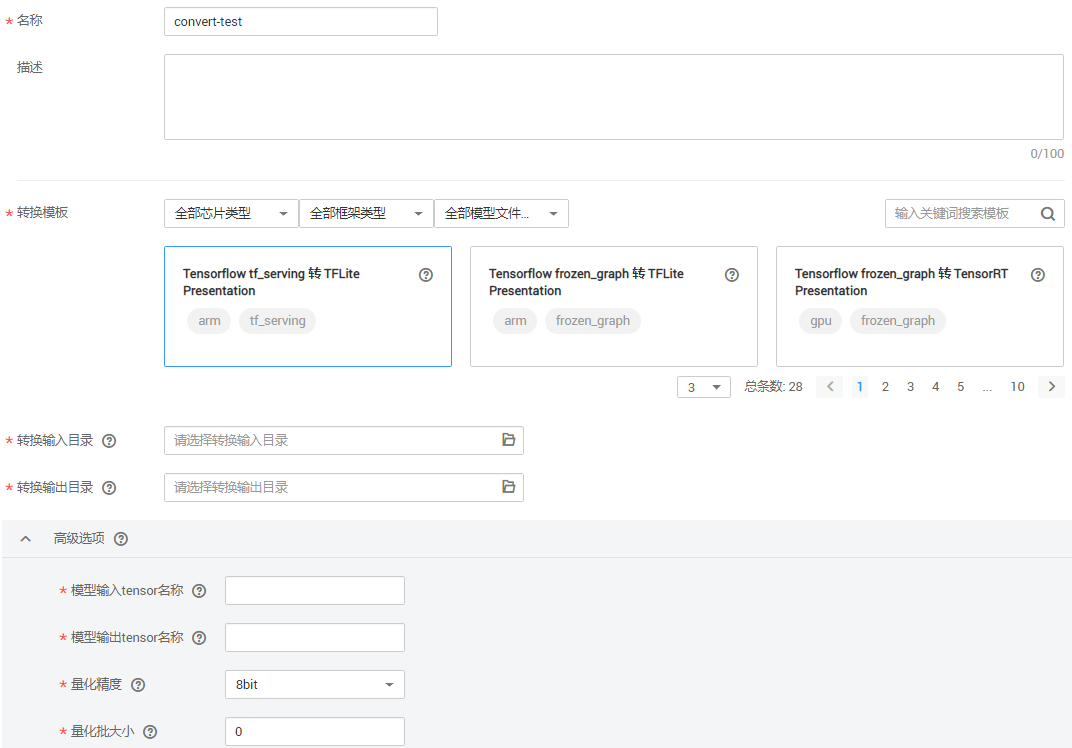 * 名称 convert-test
描述
0/100
* 转换模板 全部芯片类型 全部框架类型 全部模型文件... 输入关键词搜索模板
Tensorflow tf_serving 转 TFLite Presentation
arm tf_serving
Tensorflow frozen_graph 转 TFLite Presentation
arm frozen_graph
Tensorflow frozen_graph 转 TensorRT Presentation
gpu frozen_graph
3 总条数: 28 < 1 2 3 4 5 ... 10 >
* 转换输入目录 ? 请选择转换输入目录
* 转换输出目录 ? 请选择转换输出目录
高级选项 ?
* 模型输入tensor名称 ?
* 模型输出tensor名称 ?
* 量化精度 ? 8bit
* 量化批大小 ? 0